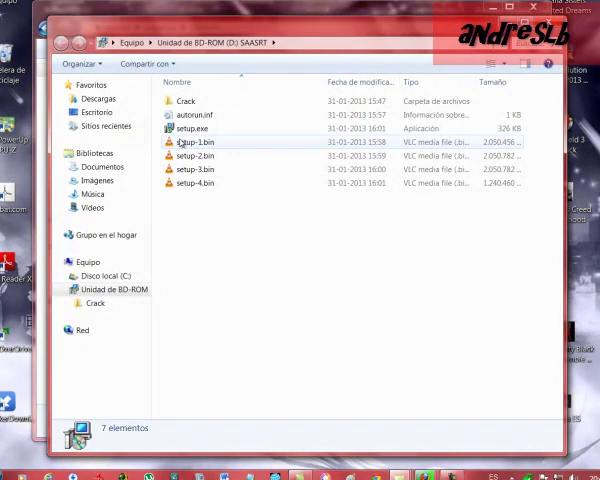 andreslb
Equipo Unidad de BD-ROM (D:) SAASRT
Organizar Compartir con
Nombre Fecha de modifica... Tipo Tamaño
Crack 31-01-2013 15:47 Carpeta de archivos
autorun.inf 31-01-2013 15:57 Información sobre... 1 KB
setup.exe 31-01-2013 16:01 Aplicación 326 KB
setup-1.bin 31-01-2013 15:58 VLC media file (.bi... 2.050.456 ...
setup-2.bin 31-01-2013 15:59 VLC media file (.bi... 2.050.782 ...
setup-3.bin 31-01-2013 16:00 VLC media file (.bi... 2.050.782 ...
setup-4.bin 31-01-2013 16:01 VLC media file (.bi... 1.240.460 ...
Favoritos
Descargas
Escritorio
Sitios recientes
Bibliotecas
Documentos
Imágenes
Música
Vídeos
Grupo en el hogar
Equipo
Disco local (C:)
Unidad de BD-ROM
Crack
Red
7 elementos
ES